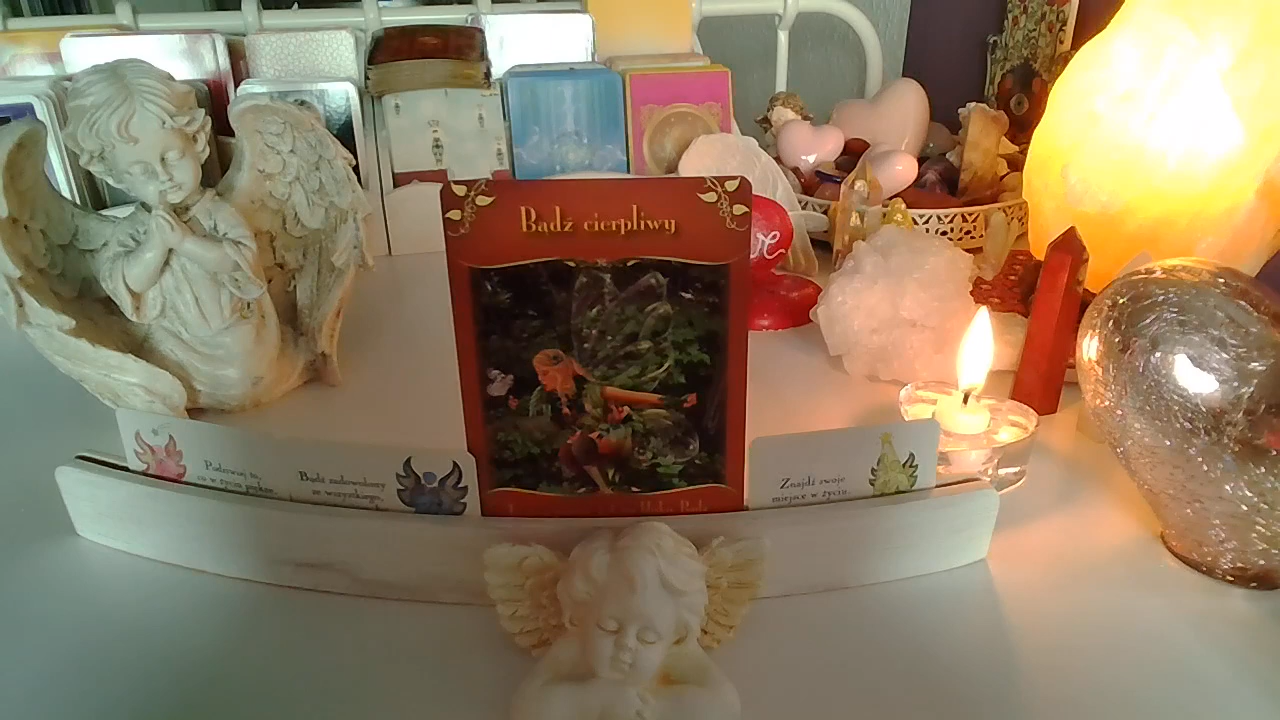 Bądź cierpliwy
Podziwiaj to,
co w życiu piękne.
Bądź zadowolony
ze wszystkiego,
Znajdź swoje
miejsce w życiu.